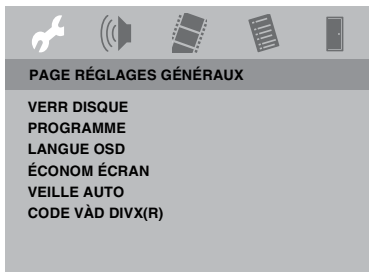 PAGE RÉGLAGES GÉNÉRAUX
VERR DISQUE
PROGRAMME
LANGUE OSD
ÉCONOM ÉCRAN
VEILLE AUTO
CODE VÀD DIVX(R)